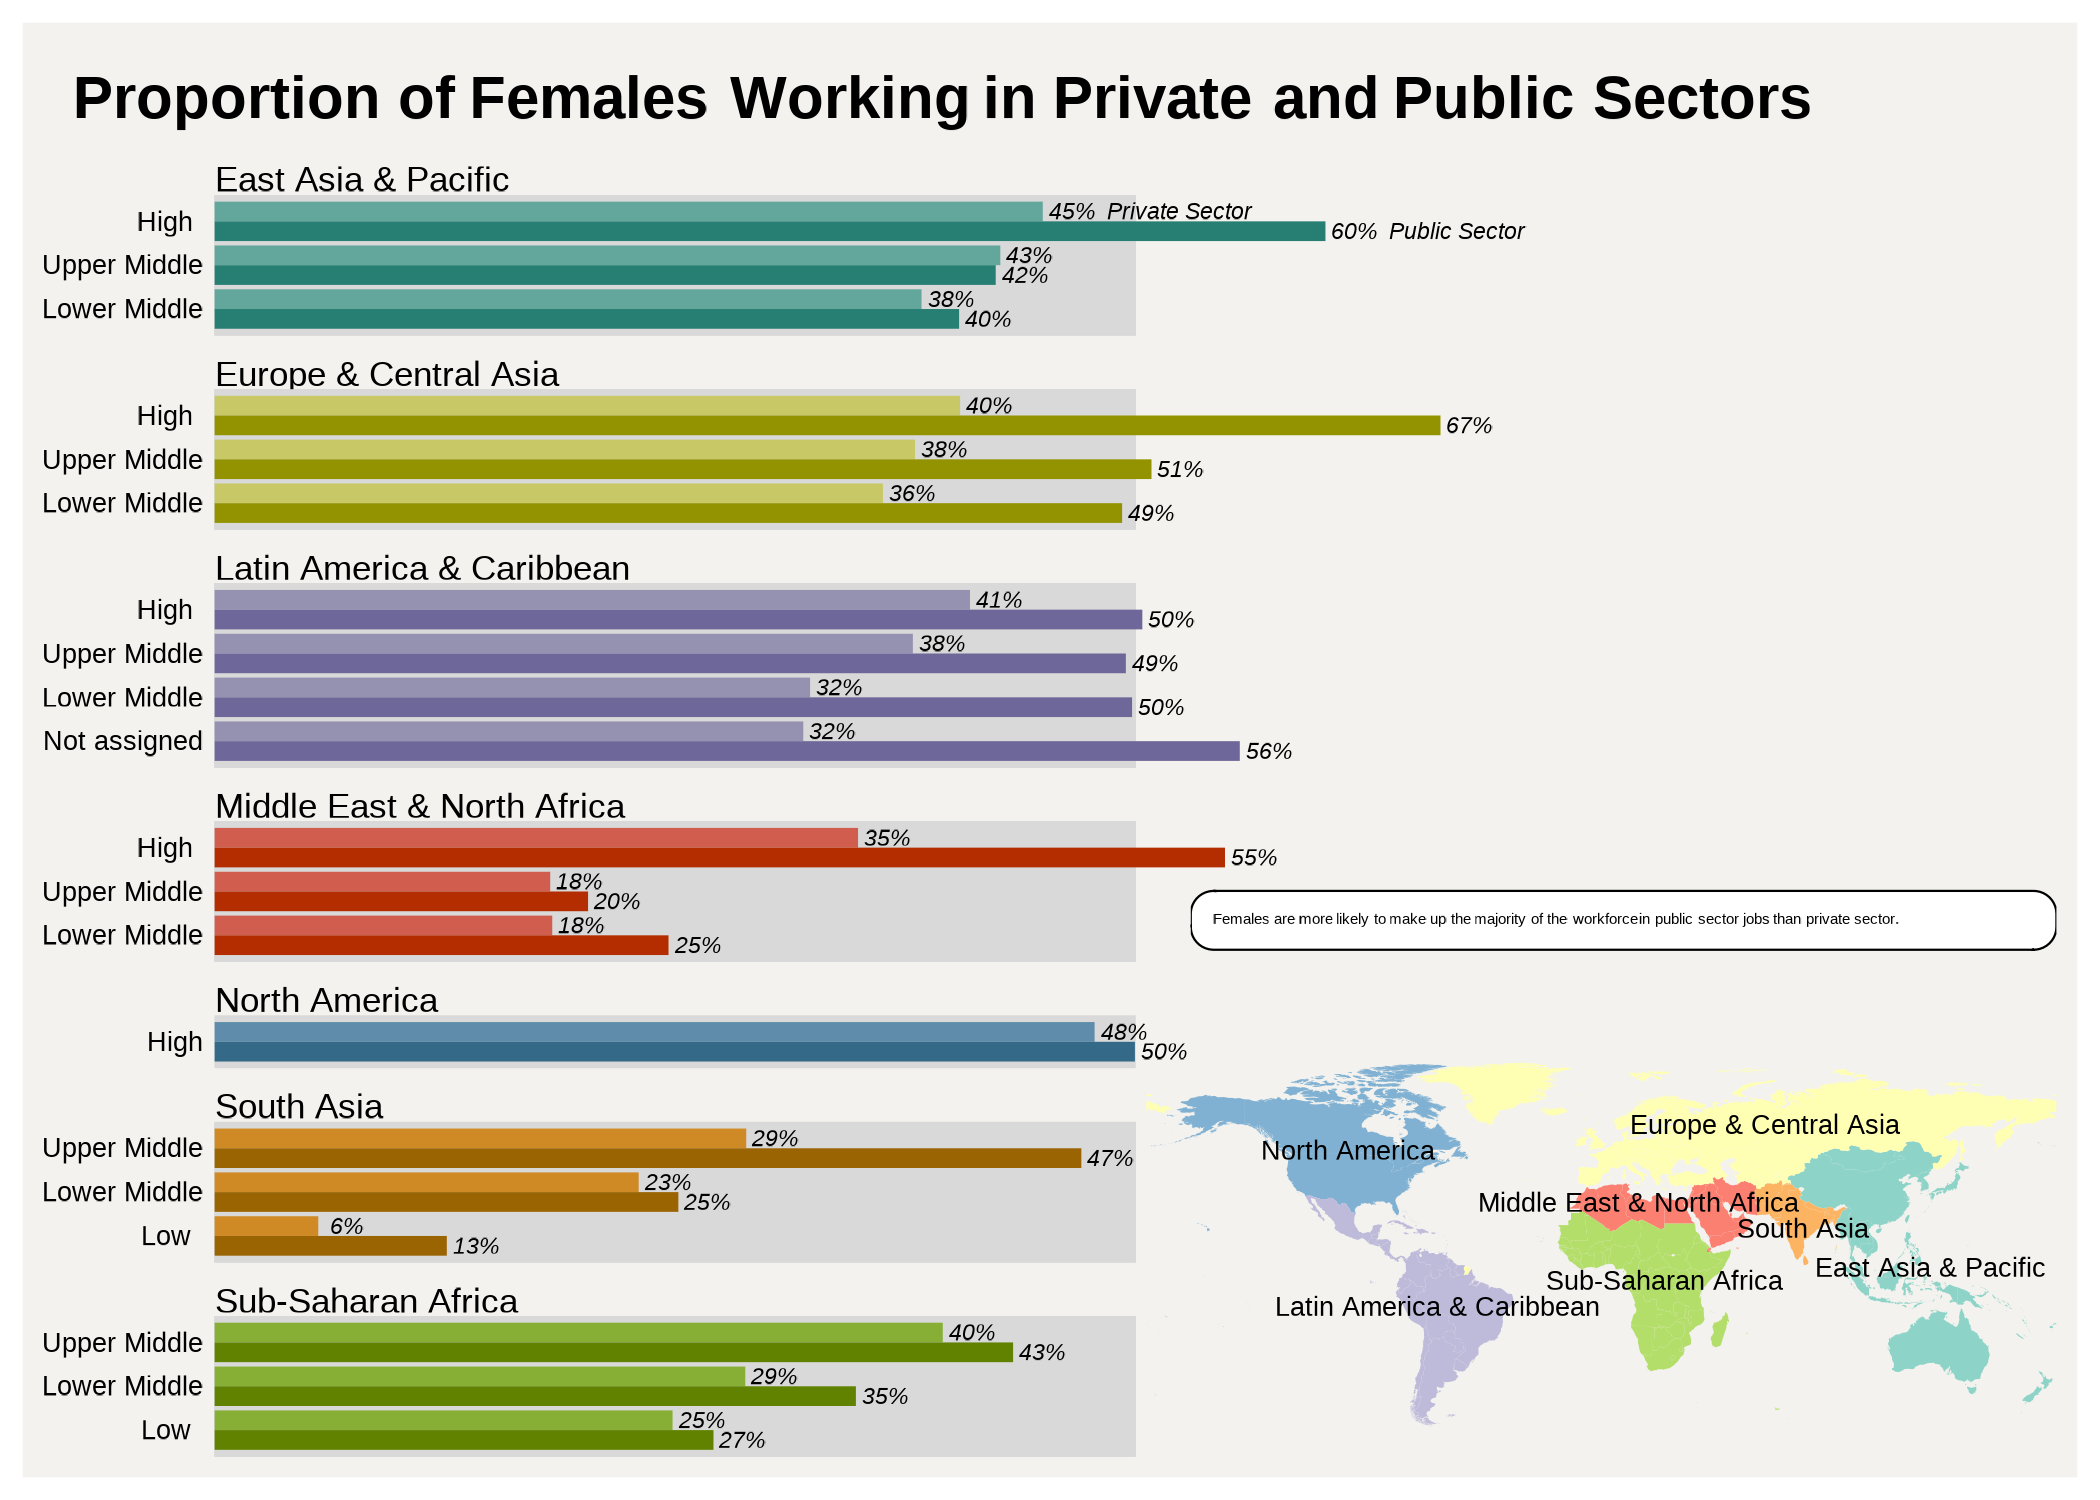 Proportion of Females Working in Private and Public Sectors
East Asia & Pacific
High
45% Private Sector
60% Public Sector
Upper Middle
43%
42%
Lower Middle
38%
40%
Europe & Central Asia
High
40%
67%
Upper Middle
38%
51%
Lower Middle
36%
49%
Latin America & Caribbean
High
41%
50%
Upper Middle
38%
49%
Lower Middle
32%
50%
Not assigned
32%
56%
Middle East & North Africa
High
35%
55%
Upper Middle
18%
20%
Lower Middle
18%
25%
Females are more likely to make up the majority of the workforcein public sector jobs than private sector.
North America
High
48%
50%
South Asia
Upper Middle
29%
47%
Lower Middle
23%
25%
Low
6%
13%
Sub-Saharan Africa
Upper Middle
40%
43%
Lower Middle
29%
35%
Low
25%
27%
Europe & Central Asia
North America
Middle East & North Africa
South Asia
East Asia & Pacific
Sub-Saharan Africa
Latin America & Caribbean